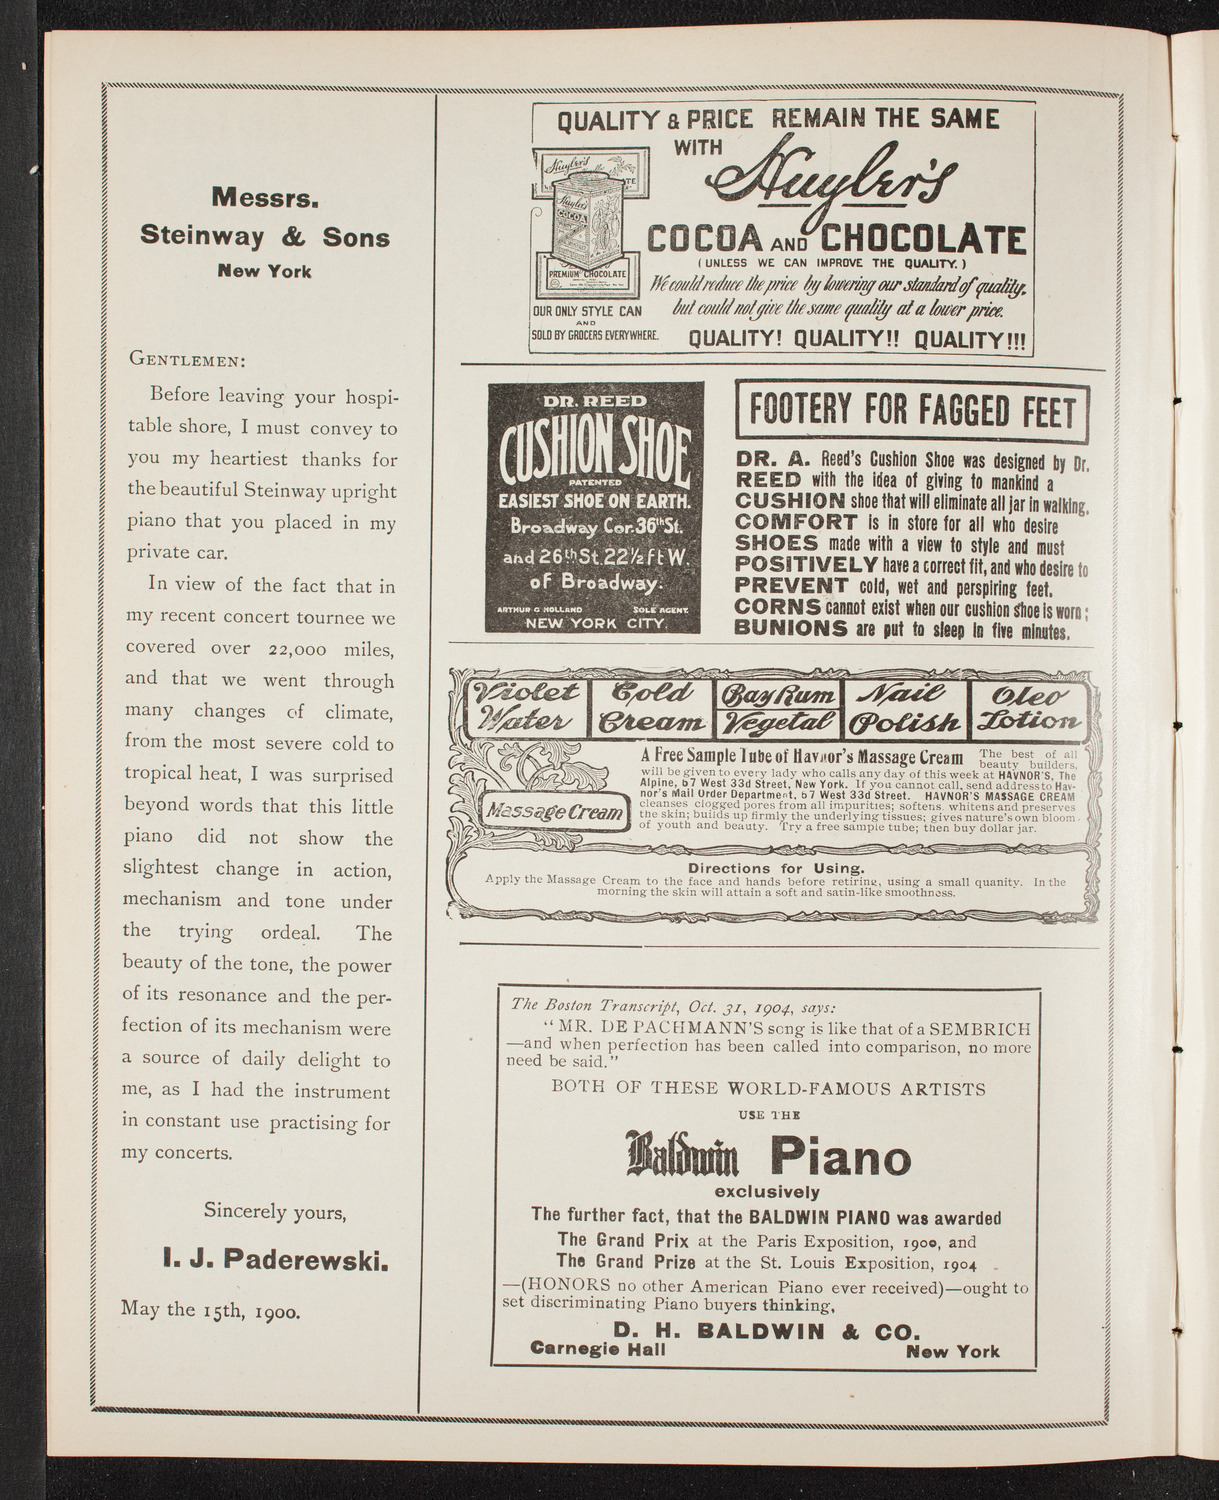 Messrs.
Steinway & Sons
New York
GENTLEMEN:
Before leaving your hospi-
table shore, I must convey to
you my heartiest thanks for
the beautiful Steinway upright
piano that you placed in my
private car.
In view of the fact that in
my recent concert tournee we
covered over 22,000 miles,
and that we went through
many changes of climate,
from the most severe cold to
tropical heat, I was surprised
beyond words that this little
piano did not show the
slightest change in action,
mechanism and tone under
the trying ordeal. The
beauty of the tone, the power
of its resonance and the per-
fection of its mechanism were
a source of daily delight to
me, as I had the instrument
in constant use practising for
my concerts.
Sincerely yours,
I. J. Paderewski.
May the 15th, 1900.
QUALITY & PRICE REMAIN THE SAME
WITH Huyler's
COCOA AND CHOCOLATE
(UNLESS WE CAN IMPROVE THE QUALITY.)
We could reduce the price by lowering our standard of quality,
but could not give the same quality at a lower price.
QUALITY! QUALITY!! QUALITY!!!
Huyler's
Huyler's
COCOA
PREMIUM CHOCOLATE
OUR ONLY STYLE CAN
AND
SOLD BY GROCERS EVERYWHERE.
DR. REED
CUSHION SHOE
PATENTED
EASIEST SHOE ON EARTH.
Broadway Cor. 36th St.
and 26th St. 22½ ft W.
of Broadway.
ARTHUR G HOLLAND SOLE AGENT.
NEW YORK CITY.
FOOTERY FOR FAGGED FEET
DR. A. Reed's Cushion Shoe was designed by Dr.
REED with the idea of giving to mankind a
CUSHION shoe that will eliminate all jar in walking.
COMFORT is in store for all who desire
SHOES made with a view to style and must
POSITIVELY have a correct fit, and who desire to
PREVENT cold, wet and perspiring feet.
CORNS cannot exist when our cushion shoe is worn;
BUNIONS are put to sleep in five minutes.
Violet Water
Cold Cream
Bay Rum Vegetal
Nail Polish
Oleo Lotion
Massage Cream
A Free Sample Tube of Havnor's Massage Cream The best of all
beauty builders,
will be given to every lady who calls any day of this week at HAVNOR'S, The
Alpine, 67 West 33d Street, New York. If you cannot call, send address to Hav-
nor's Mail Order Department, 67 West 33d Street. HAVNOR'S MASSAGE CREAM
cleanses clogged pores from all impurities; softens, whitens and preserves
the skin; builds up firmly the underlying tissues; gives nature's own bloom
of youth and beauty. Try a free sample tube; then buy dollar jar.
Directions for Using.
Apply the Massage Cream to the face and hands before retiring, using a small quanity. In the
morning the skin will attain a soft and satin-like smoothness.
The Boston Transcript, Oct. 31, 1904, says:
"MR. DE PACHMANN'S song is like that of a SEMBRICH
—and when perfection has been called into comparison, no more
need be said."
BOTH OF THESE WORLD-FAMOUS ARTISTS
USE THE
Baldwin Piano
exclusively
The further fact, that the BALDWIN PIANO was awarded
The Grand Prix at the Paris Exposition, 1900, and
The Grand Prize at the St. Louis Exposition, 1904
—(HONORS no other American Piano ever received)—ought to
set discriminating Piano buyers thinking,
D. H. BALDWIN & CO.
Carnegie Hall New York